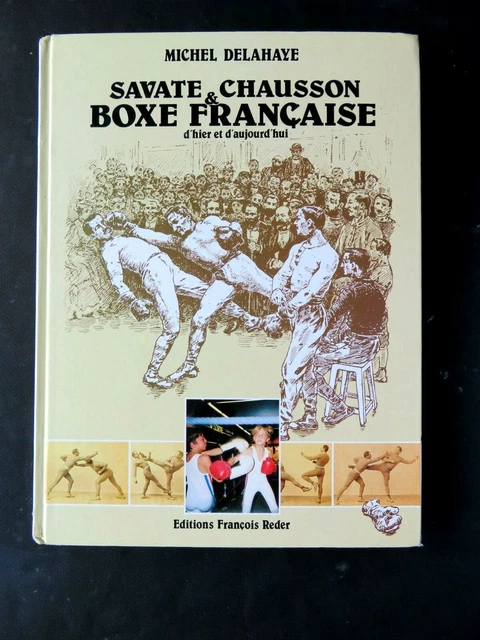 MICHEL DELAHAYE
SAVATE & CHAUSSON
BOXE FRANÇAISE
d'hier et d'aujourd'hui
Editions François Reder